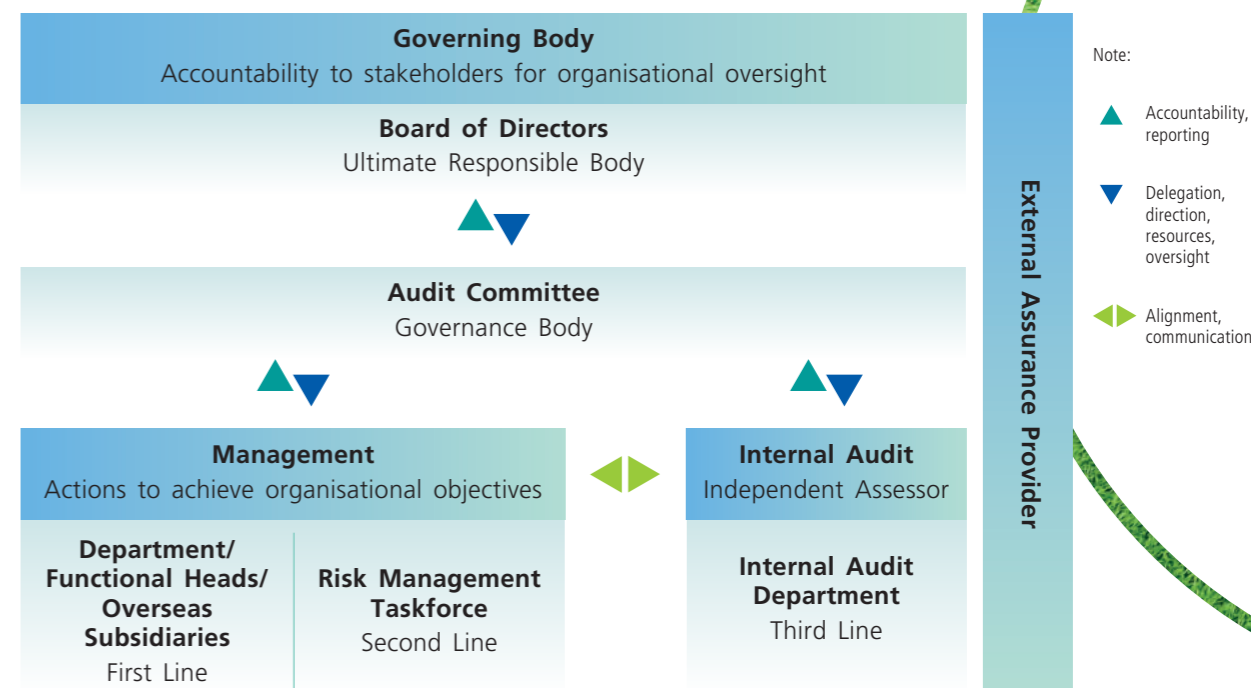 Governing Body
Accountability to stakeholders for organisational oversight
Board of Directors
Ultimate Responsible Body
Audit Committee
Governance Body
Management
Actions to achieve organisational objectives
Department/
Functional Heads/
Overseas
Subsidiaries
First Line
Risk Management
Taskforce
Second Line
Internal Audit
Independent Assessor
Internal Audit
Department
Third Line
External Assurance Provider
Note:
Accountability,
reporting
Delegation,
direction,
resources,
oversight
Alignment,
communication